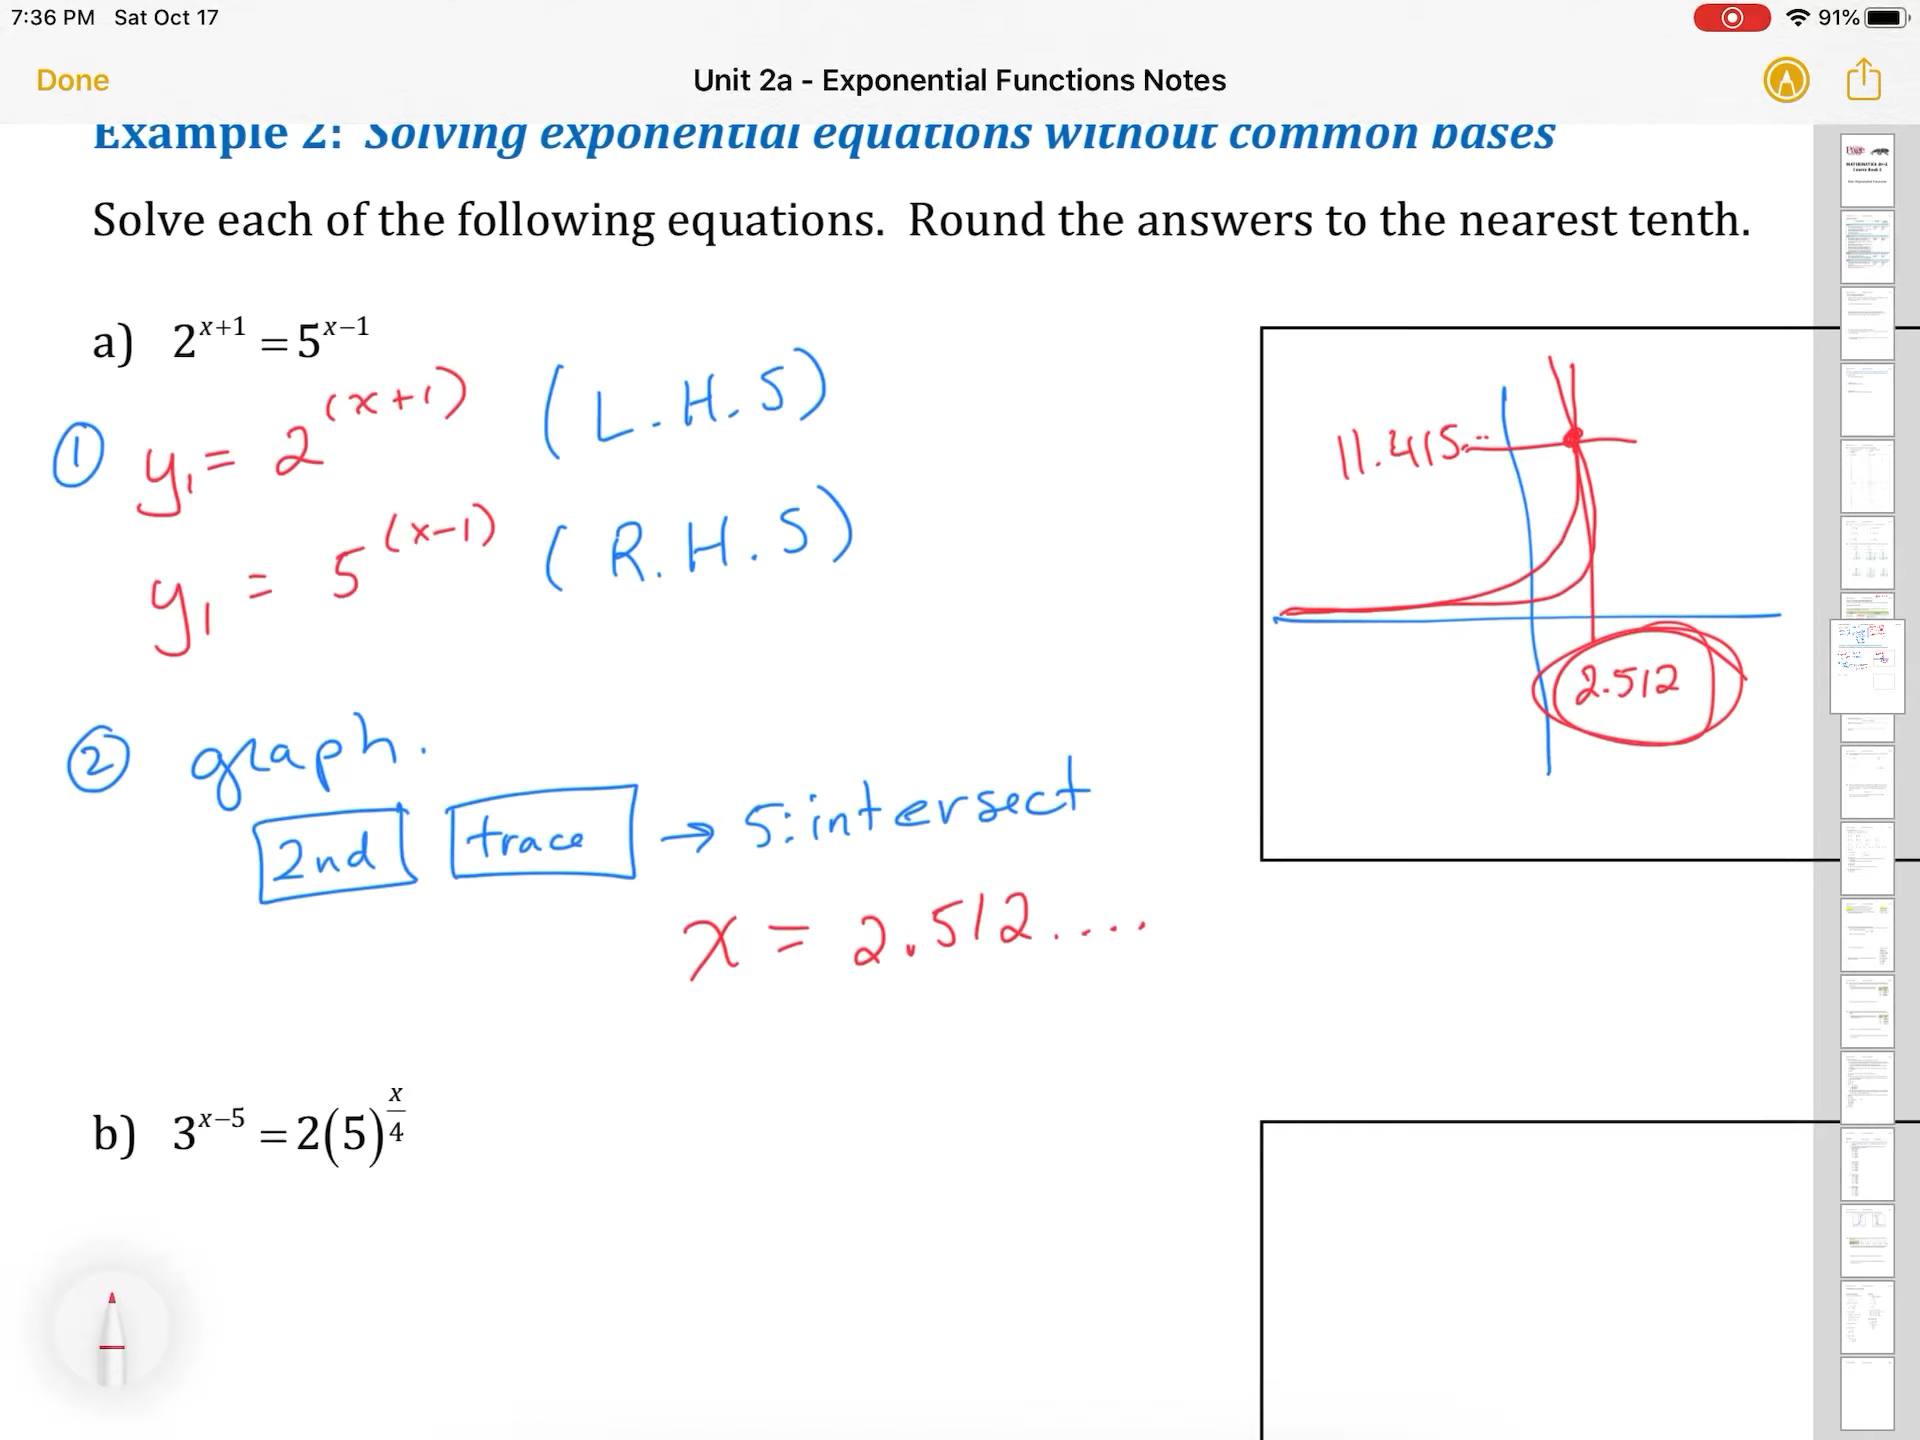 7:36 PM Sat Oct 17
91%
Done
Unit 2a - Exponential Functions Notes
Example 2: Solving exponential equations without common bases
Solve each of the following equations. Round the answers to the nearest tenth.
a) 2^{x+1} = 5^{x-1}
① y₁ = 2^{(x+1)} (L.H.S)
y₁ = 5^{(x-1)} (R.H.S)
11.415...
2.512
② graph.
2nd trace → 5:intersect
x = 2.512....
b) 3^{x-5} = 2(5)^{x/4}